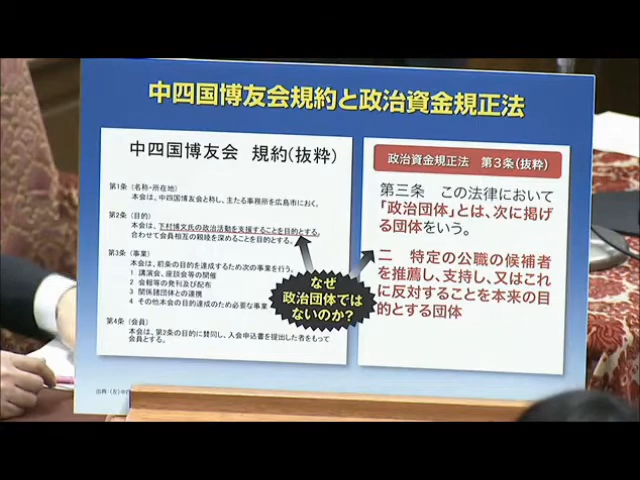 中四国博友会規約と政治資金規正法
中四国博友会 規約(抜粋)
第1条 (名称・所在地)
本会は、中四国博友会と称し、主たる事務所を広島市におく。
第2条 (目的)
本会は、下村博文氏の政治活動を支援することを目的とする。
合わせて会員相互の親睦を深めることを目的とする。
第3条 (事業)
本会は、前条の目的を達成するため次の事業を行う。
1 講演会、座談会等の開催
2 会報等の発刊及び配布
3 関係諸団体との連携
4 その他本会の目的達成のため必要な事業
第4条 (会員)
本会は、第2条の目的に賛同し、入会申込書を提出した者をもって
会員とする。
なぜ
政治団体では
ないのか?
政治資金規正法 第3条(抜粋)
第三条 この法律において
「政治団体」とは、次に掲げ
る団体をいう。
二 特定の公職の候補者
を推薦し、支持し、又はこれ
に反対することを本来の目
的とする団体
出典:(左)中四